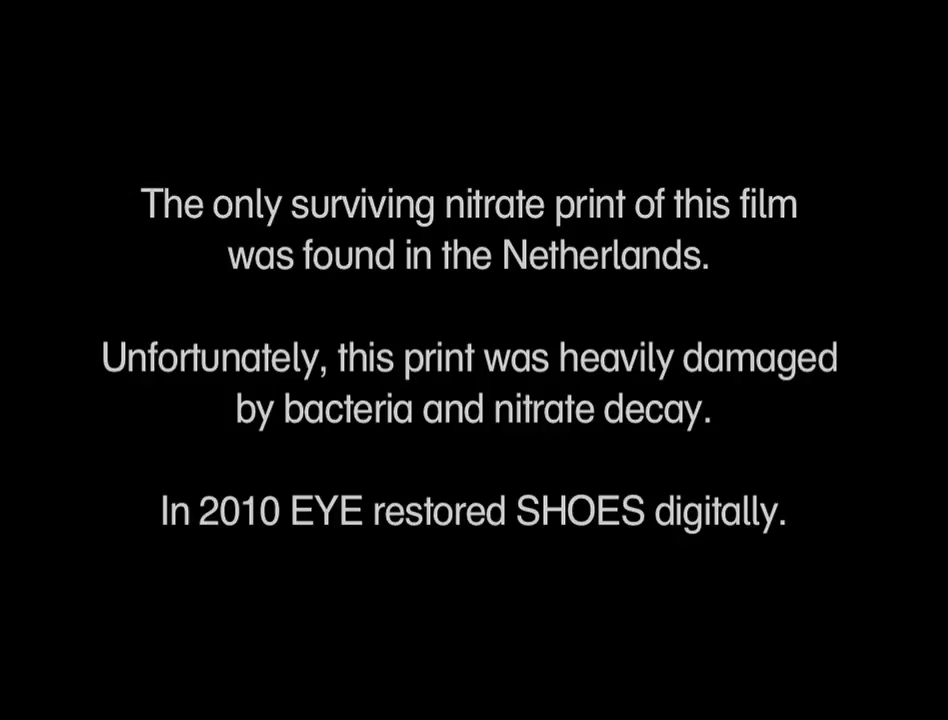 The only surviving nitrate print of this film
was found in the Netherlands.
Unfortunately, this print was heavily damaged
by bacteria and nitrate decay.
In 2010 EYE restored SHOES digitally.